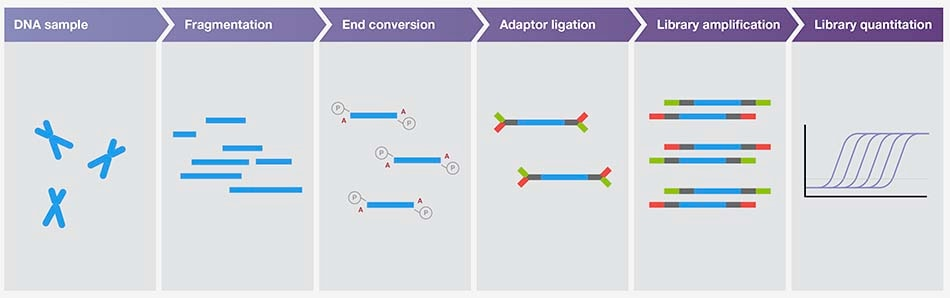 DNA sample
Fragmentation
End conversion
Adaptor ligation
Library amplification
Library quantitation
P
A
A
P
P
A
A
P
P
A
A
P